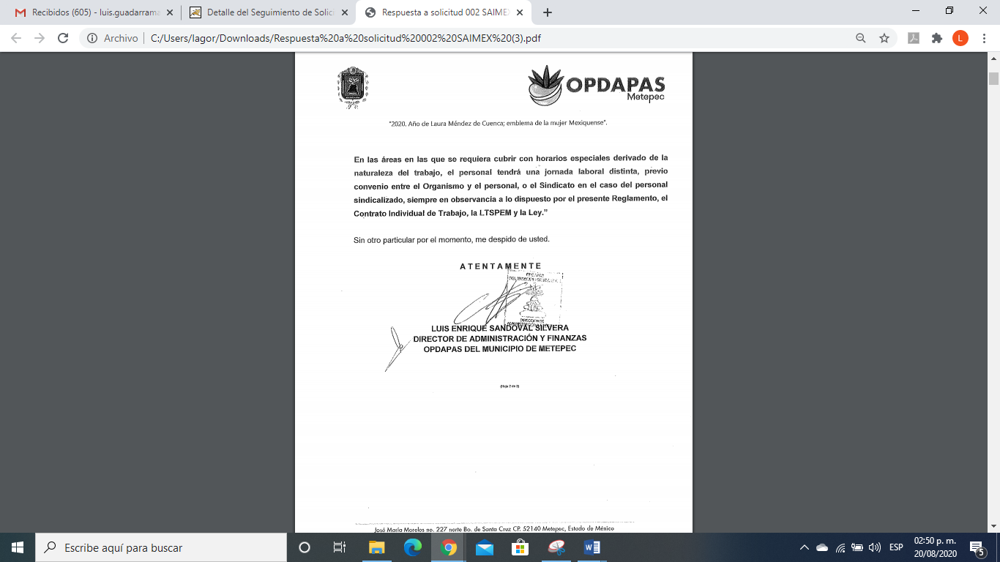 Recibidos (605) - luis.guadarrama
Detalle del Seguimiento de Solici
Respuesta a solicitud 002 SAIMEX
Archivo
C:/Users/lagor/Downloads/Respuesta%20a%20solicitud%20002%20SAIMEX%20(3).pdf
L
OPDAPAS
Metepec
"2020. Año de Laura Méndez de Cuenca; emblema de la mujer Mexiquense".
En las áreas en las que se requiera cubrir con horarios especiales derivado de la
naturaleza del trabajo, el personal tendrá una jornada laboral distinta, previo
convenio entre el Organismo y el personal, o el Sindicato en el caso del personal
sindicalizado, siempre en observancia a lo dispuesto por el presente Reglamento, el
Contrato Individual de Trabajo, la LTSPEM y la Ley."
Sin otro particular por el momento, me despido de usted.
ATENTAMENTE
DIRECCIÓN DE
LUIS ENRIQUE SANDOVAL SILVERA
DIRECTOR DE ADMINISTRACIÓN Y FINANZAS
OPDAPAS DEL MUNICIPIO DE METEPEC
(Hoja 2 de 2)
José María Morelos no. 227 norte Bo. de Santa Cruz CP. 52140 Metepec, Estado de México
Escribe aquí para buscar
ESP
02:50 p. m.
20/08/2020
5